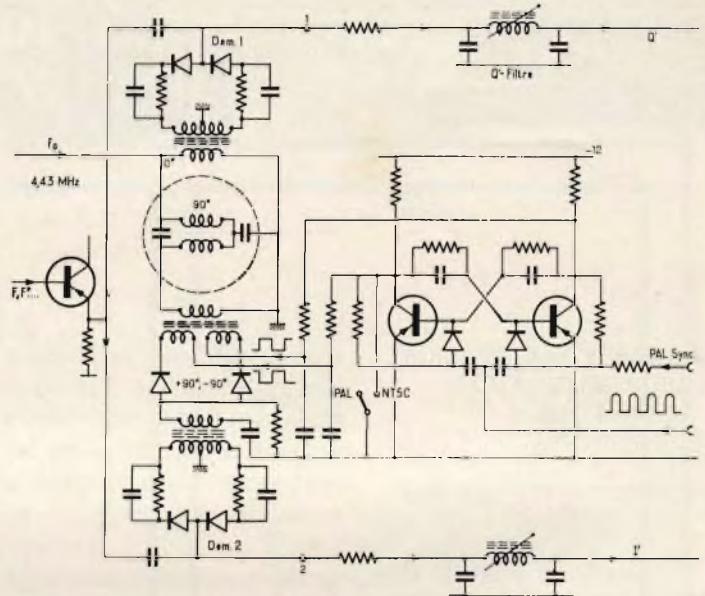 1
Dem. 1
Q'
Q'-Filtre
F₀
0°
4,43 MHz
90°
-12
PAL Sync.
+90°, -90°
PAL
NTSC
Dem. 2
2
I'